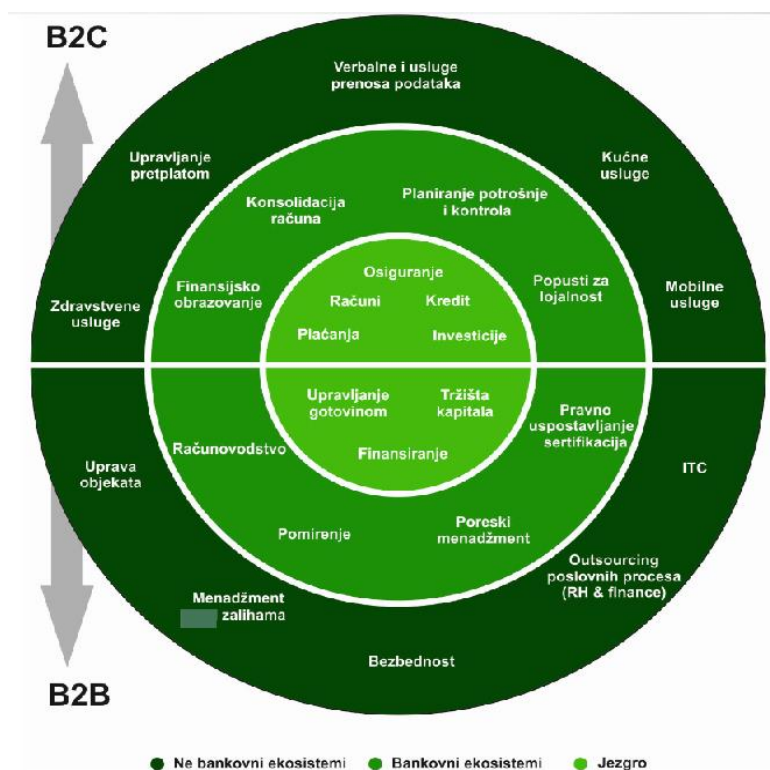 B2C
Verbalne i usluge
prenosa podataka
Upravljanje
pretplatom
Kućne
usluge
Konsolidacija
računa
Planiranje potrošnje
i kontrola
Zdravstvene
usluge
Finansijsko
obrazovanje
Popusti za
lojalnost
Mobilne
usluge
Osiguranje
Računi
Kredit
Plaćanja
Investicije
Upravljanje
gotovinom
Tržišta
kapitala
Finansiranje
Računovodstvo
Pravno
uspostavljanje
sertifikacija
Uprava
objekata
ITC
Pomirenje
Poreski
menadžment
Outsourcing
poslovnih procesa
(RH & finance)
Menadžment
zalihama
Bezbednost
B2B
Ne bankovni ekosistemi
Bankovni ekosistemi
Jezgro